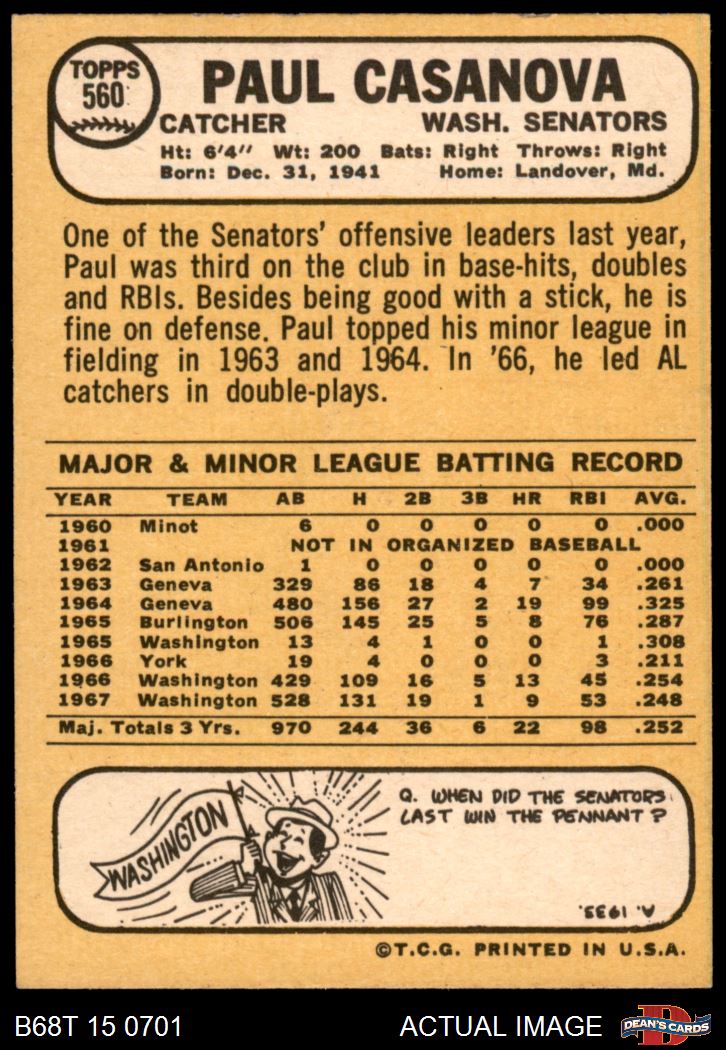 TOPPS
560
PAUL CASANOVA
CATCHER WASH. SENATORS
Ht: 6'4" Wt: 200 Bats: Right Throws: Right
Born: Dec. 31, 1941 Home: Landover, Md.
One of the Senators' offensive leaders last year,
Paul was third on the club in base-hits, doubles
and RBIs. Besides being good with a stick, he is
fine on defense. Paul topped his minor league in
fielding in 1963 and 1964. In '66, he led AL
catchers in double-plays.
MAJOR & MINOR LEAGUE BATTING RECORD
YEAR TEAM AB H 2B 3B HR RBI AVG.
1960 Minot 6 0 0 0 0 0 .000
1961 NOT IN ORGANIZED BASEBALL
1962 San Antonio 1 0 0 0 0 0 .000
1963 Geneva 329 86 18 4 7 34 .261
1964 Geneva 480 156 27 2 19 99 .325
1965 Burlington 506 145 25 5 8 76 .287
1965 Washington 13 4 1 0 0 1 .308
1966 York 19 4 0 0 0 3 .211
1966 Washington 429 109 16 5 13 45 .254
1967 Washington 528 131 19 1 9 53 .248
Maj. Totals 3 Yrs. 970 244 36 6 22 98 .252
WASHINGTON
Q. WHEN DID THE SENATORS
LAST WIN THE PENNANT?
A. 1933.
©T.C.G. PRINTED IN U.S.A.
B68T 15 0701 ACTUAL IMAGE D DEAN'S CARDS